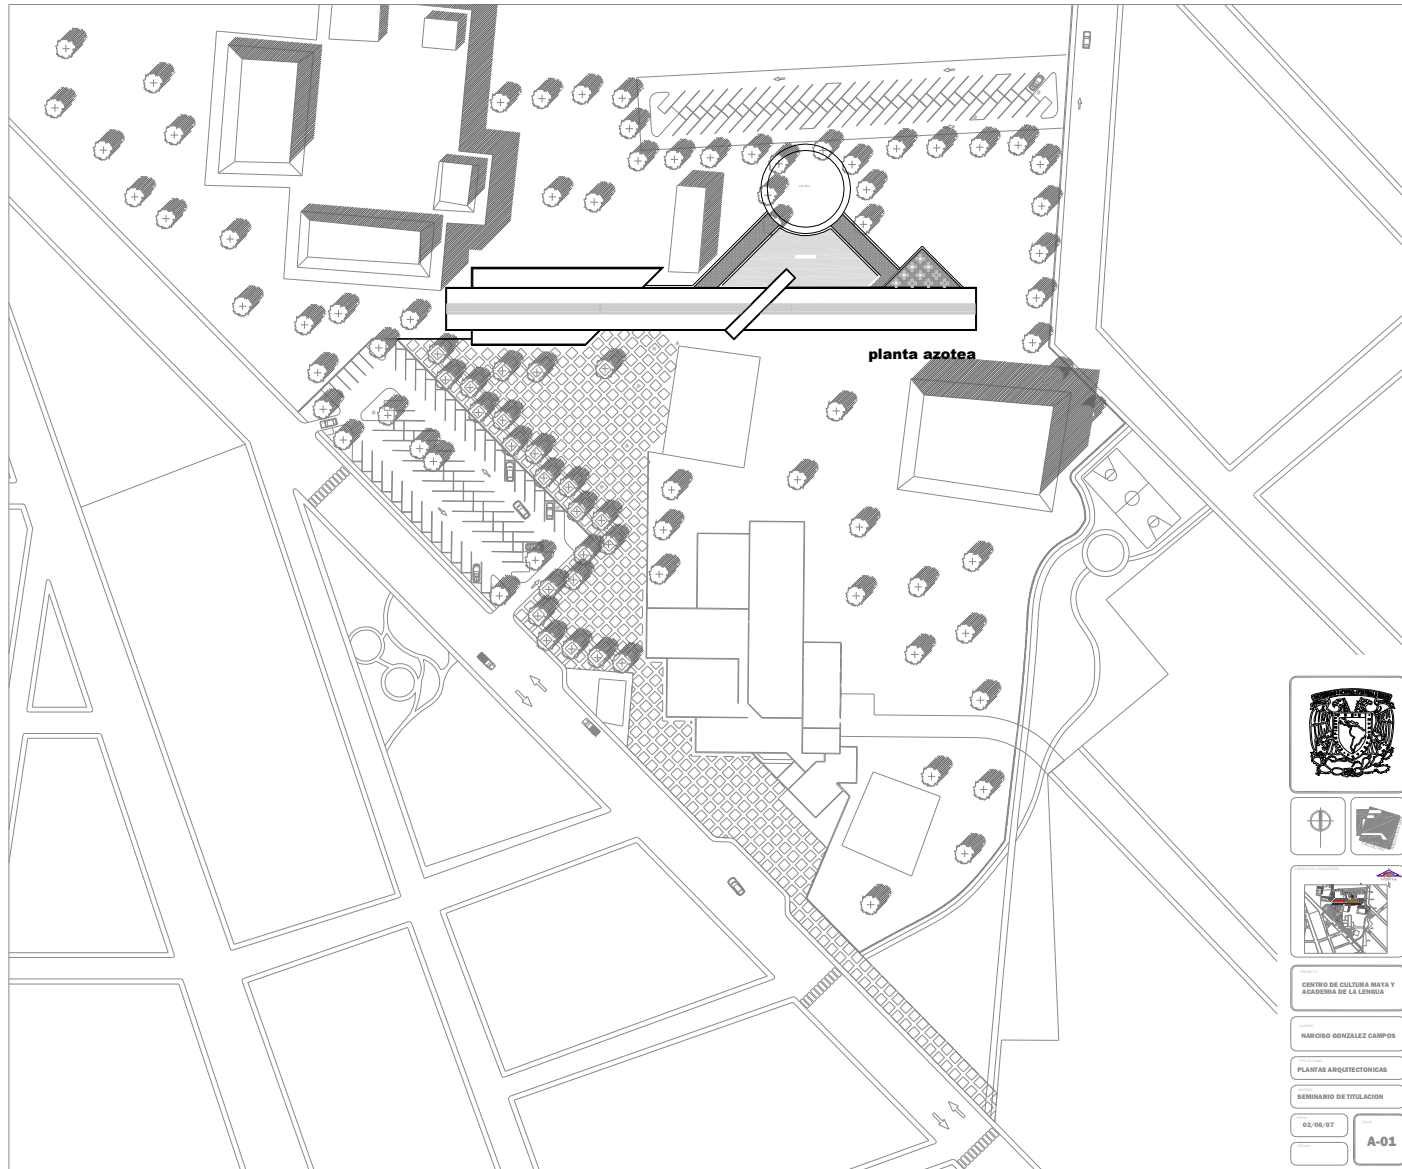 planta azotea
CENTRO DE CULTURA MAYA Y
ACADEMIA DE LA LENGUA
NARCISO GONZALEZ CAMPOS
PLANTAS ARQUITECTONICAS
SEMINARIO DE TITULACION
02/06/07
A-01